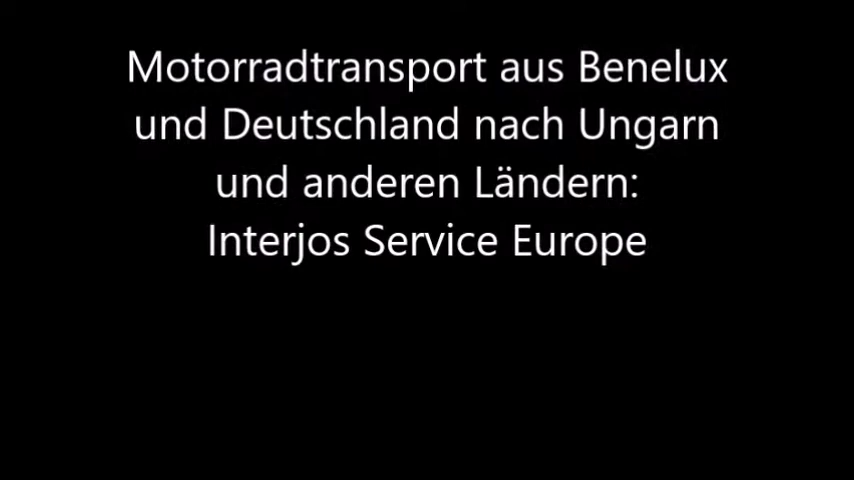 Motorradtransport aus Benelux
und Deutschland nach Ungarn
und anderen Ländern:
Interjos Service Europe